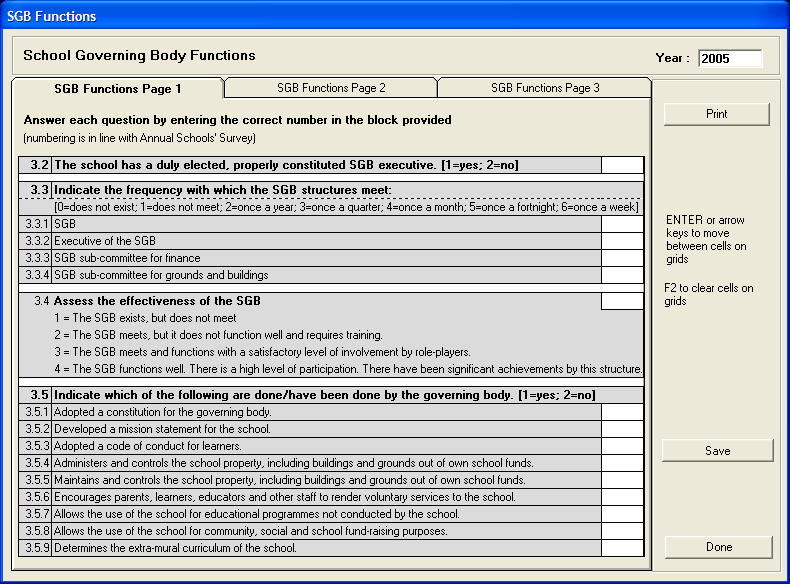 SGB Functions
School Governing Body Functions
Year : 2005
SGB Functions Page 1
SGB Functions Page 2
SGB Functions Page 3
Answer each question by entering the correct number in the block provided
(numbering is in line with Annual Schools' Survey)
3.2 The school has a duly elected, properly constituted SGB executive. [1=yes; 2=no]
3.3 Indicate the frequency with which the SGB structures meet:
[0=does not exist; 1=does not meet; 2=once a year; 3=once a quarter; 4=once a month; 5=once a fortnight; 6=once a week]
3.3.1 SGB
3.3.2 Executive of the SGB
3.3.3 SGB sub-committee for finance
3.3.4 SGB sub-committee for grounds and buildings
3.4 Assess the effectiveness of the SGB
1 = The SGB exists, but does not meet
2 = The SGB meets, but it does not function well and requires training.
3 = The SGB meets and functions with a satisfactory level of involvement by role-players.
4 = The SGB functions well. There is a high level of participation. There have been significant achievements by this structure.
3.5 Indicate which of the following are done/have been done by the governing body. [1=yes; 2=no]
3.5.1 Adopted a constitution for the governing body.
3.5.2 Developed a mission statement for the school.
3.5.3 Adopted a code of conduct for learners.
3.5.4 Administers and controls the school property, including buildings and grounds out of own school funds.
3.5.5 Maintains and controls the school property, including buildings and grounds out of own school funds.
3.5.6 Encourages parents, learners, educators and other staff to render voluntary services to the school.
3.5.7 Allows the use of the school for educational programmes not conducted by the school.
3.5.8 Allows the use of the school for community, social and school fund-raising purposes.
3.5.9 Determines the extra-mural curriculum of the school.
Print
ENTER or arrow
keys to move
between cells on
grids
F2 to clear cells on
grids
Save
Done